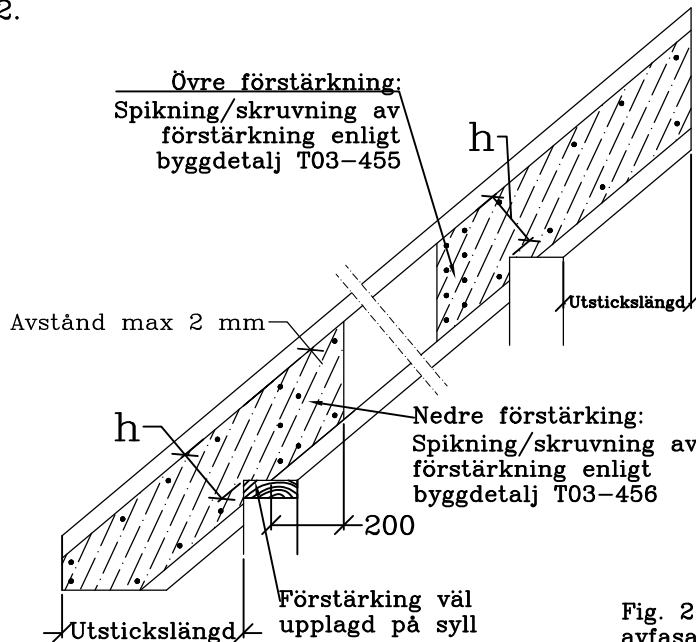 2.
Övre förstärkning:
Spikning/skruvning av
förstärkning enligt
byggdetalj T03-455
h
Utstickslängd
Avstånd max 2 mm
h
Nedre förstärking:
Spikning/skruvning av
förstärkning enligt
byggdetalj T03-456
200
Förstärking väl
upplagd på syll
Utstickslängd
Fig. 2
avfasa